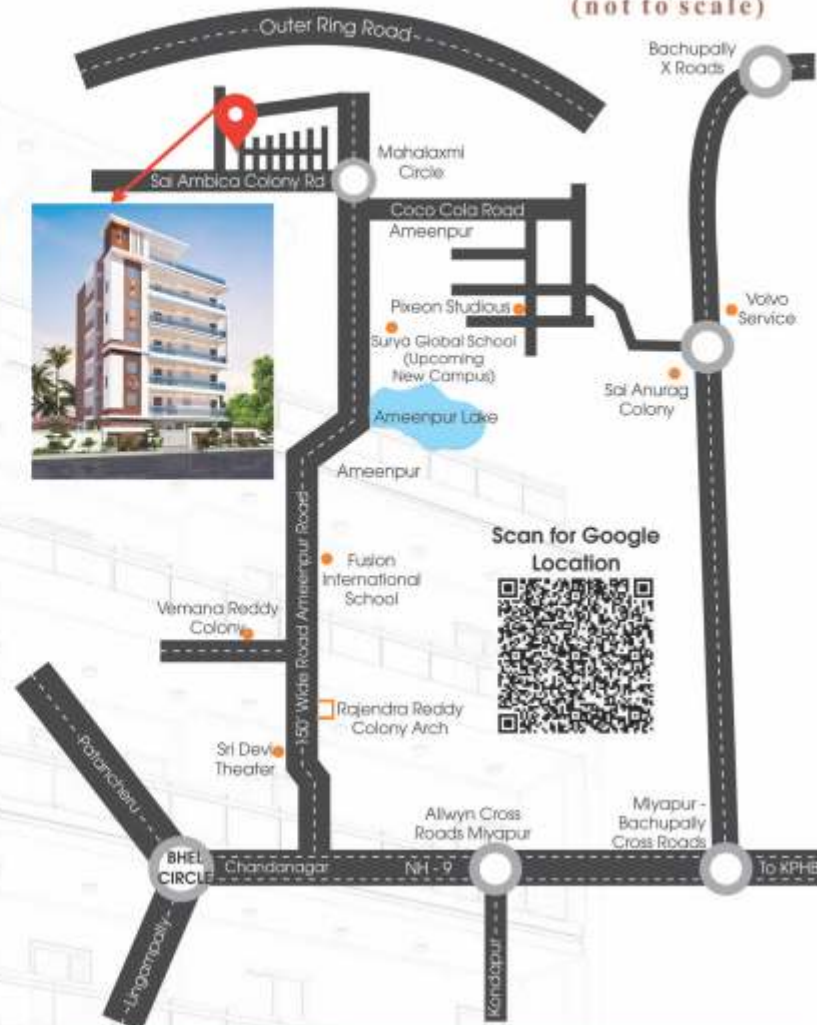 (not to scale)
Outer Ring Road
Bachupally
X Roads
Mahalaxmi
Circle
Sai Ambica Colony Rd
Coco Cola Road
Ameenpur
Pixeon Studious
Volvo
Service
Surya Global School
(Upcoming
New Campus)
Sai Anurag
Colony
Ameenpur Lake
Ameenpur
150' Wide Road Ameenpur Road
Scan for Google
Location
Fusion
International
School
Vemana Reddy
Colony
Rajendra Reddy
Colony Arch
Sri Devi
Theater
Patancheru
Allwyn Cross
Roads Miyapur
Miyapur -
Bachupally
Cross Roads
BHEL
CIRCLE
Chandanagar
NH - 9
To KPHB
Lingampally
Kondapur